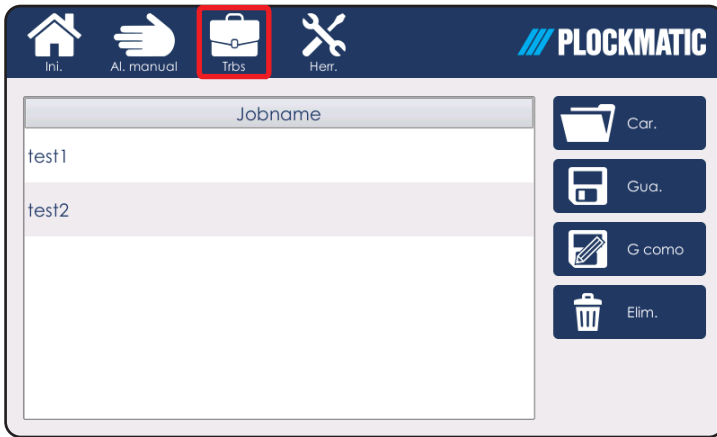 Ini.
Al. manual
Trbs
Herr.
PLOCKMATIC
Jobname
test1
test2
Car.
Gua.
G como
Elim.